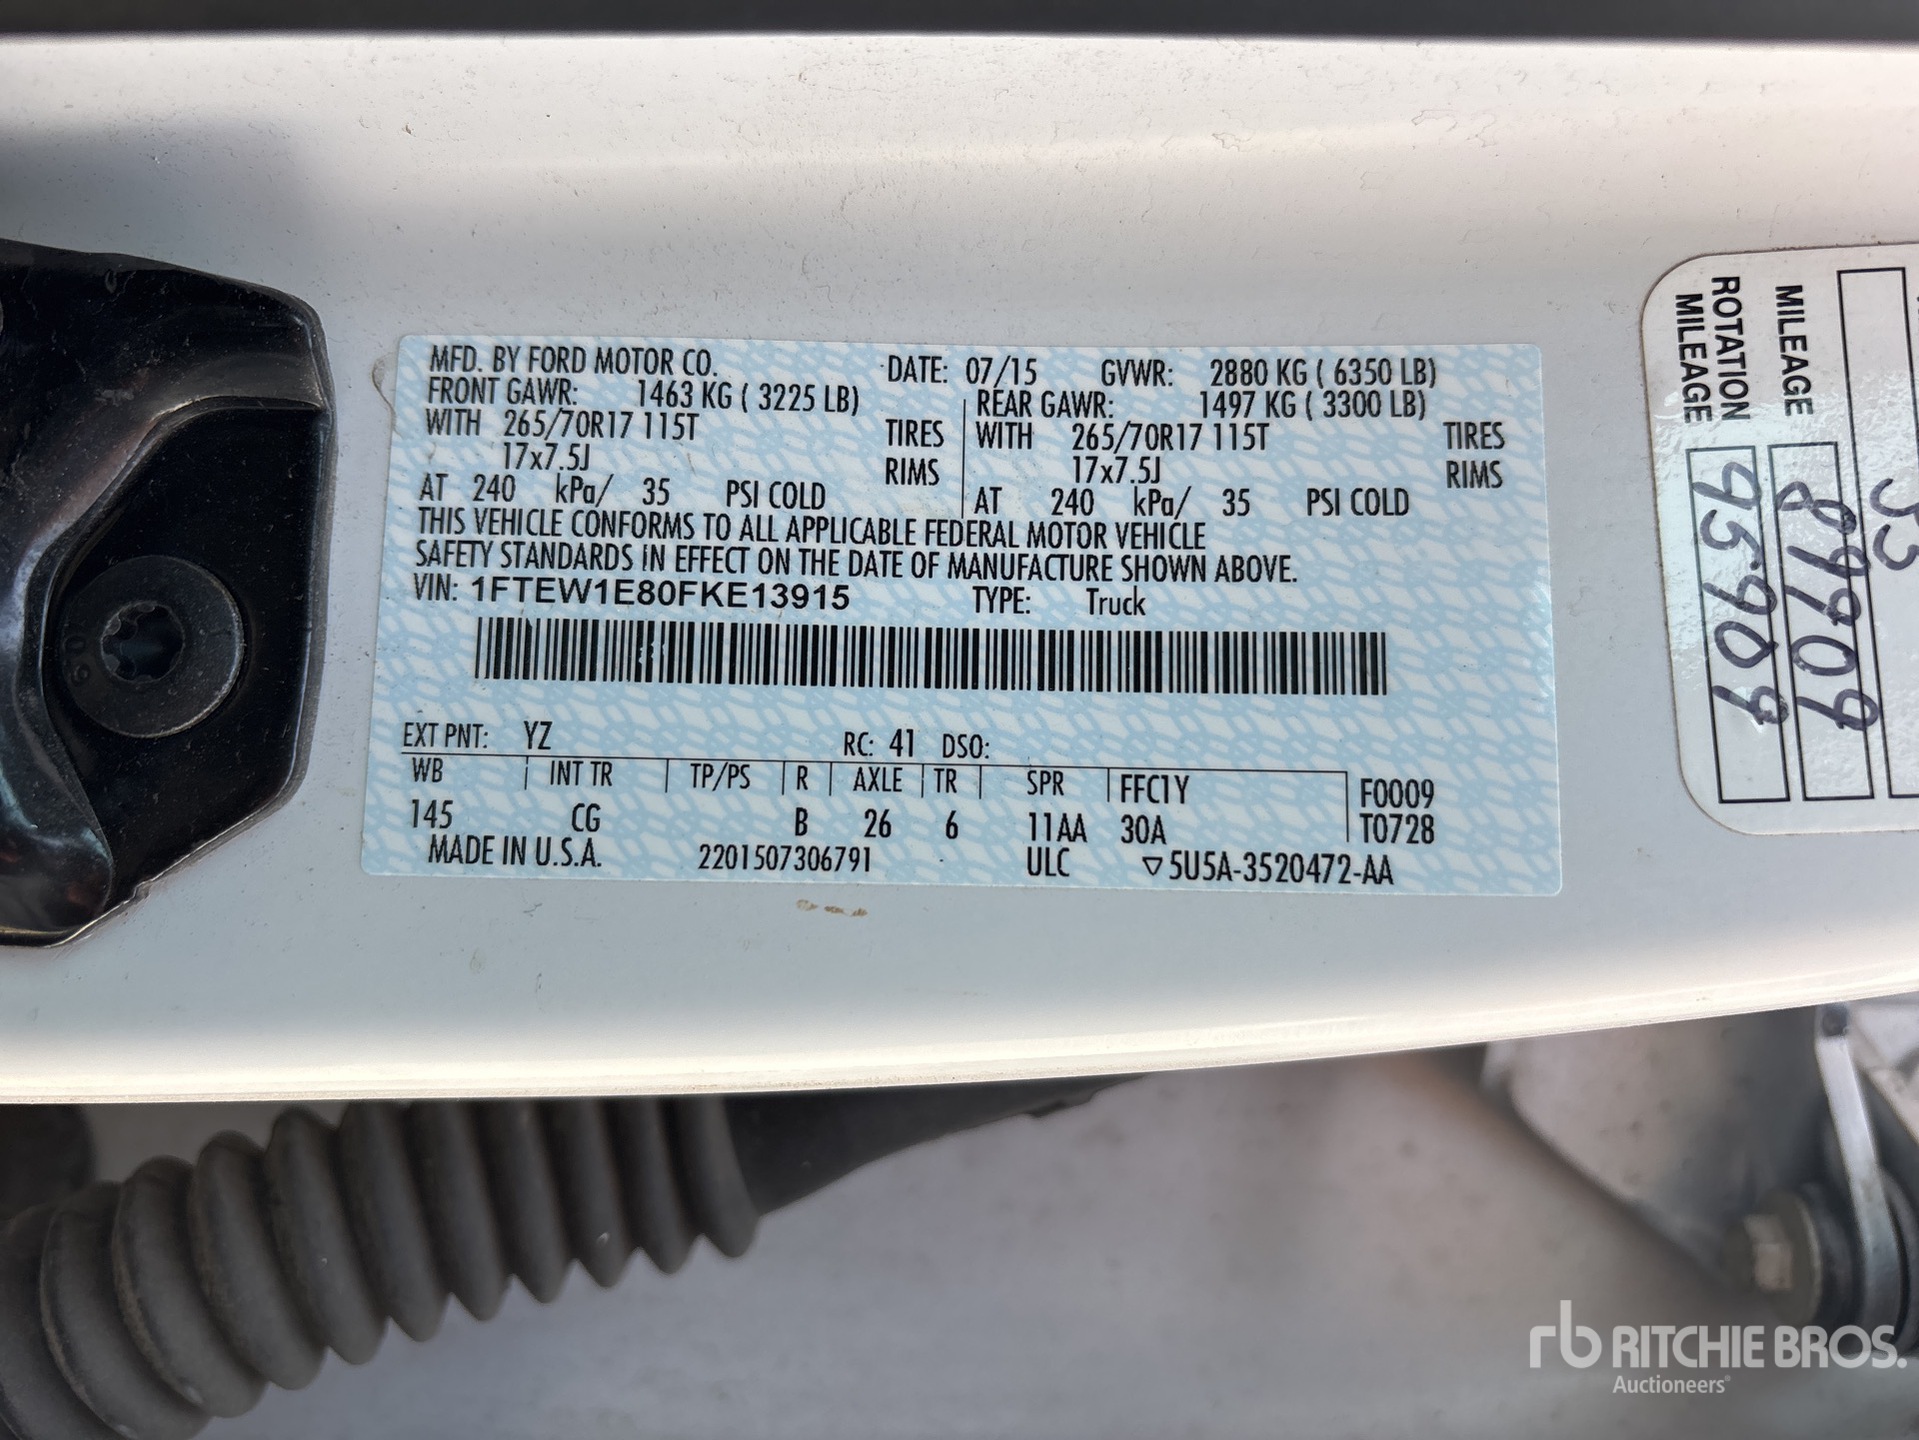 MFD. BY FORD MOTOR CO. DATE: 07/15 GVWR: 2880 KG ( 6350 LB)
FRONT GAWR: 1463 KG ( 3225 LB) REAR GAWR: 1497 KG ( 3300 LB)
WITH 265/70R17 115T TIRES WITH 265/70R17 115T TIRES
17x7.5J RIMS 17x7.5J RIMS
AT 240 kPa/ 35 PSI COLD AT 240 kPa/ 35 PSI COLD
THIS VEHICLE CONFORMS TO ALL APPLICABLE FEDERAL MOTOR VEHICLE
SAFETY STANDARDS IN EFFECT ON THE DATE OF MANUFACTURE SHOWN ABOVE.
VIN: 1FTEW1E80FKE13915 TYPE: Truck
EXT PNT: YZ RC: 41 DSO:
WB INT TR TP/PS R AXLE TR SPR FFC1Y F0009
145 CG B 26 6 11AA 30A T0728
MADE IN U.S.A. 2201507306791 ULC ▽5U5A-3520472-AA
MILEAGE 89909
ROTATION MILEAGE 95909
09
rb RITCHIE BROS.
Auctioneers